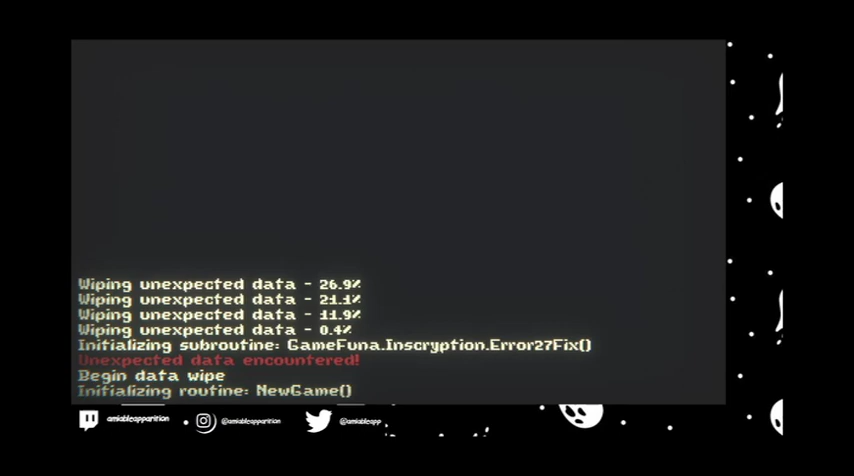 Wiping unexpected data - 26.9%
Wiping unexpected data - 21.1%
Wiping unexpected data - 11.9%
Wiping unexpected data - 0.4%
Initializing subroutine: GameFuna.Inscryption.Error27Fix()
Unexpected data encountered!
Begin data wipe
Initializing routine: NewGame()
amiableapparition @amiableapparition @amiableapp